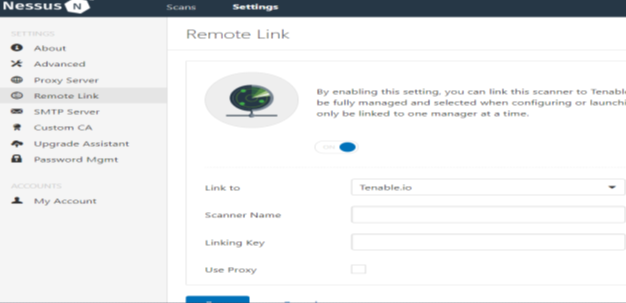 Nessus N
Scans
Settings
SETTINGS
About
Advanced
Proxy Server
Remote Link
SMTP Server
Custom CA
Upgrade Assistant
Password Mgmt
ACCOUNTS
My Account
Remote Link
By enabling this setting, you can link this scanner to Tenable
be fully managed and selected when configuring or launchi
only be linked to one manager at a time.
ON
Link to
Tenable.io
Scanner Name
Linking Key
Use Proxy